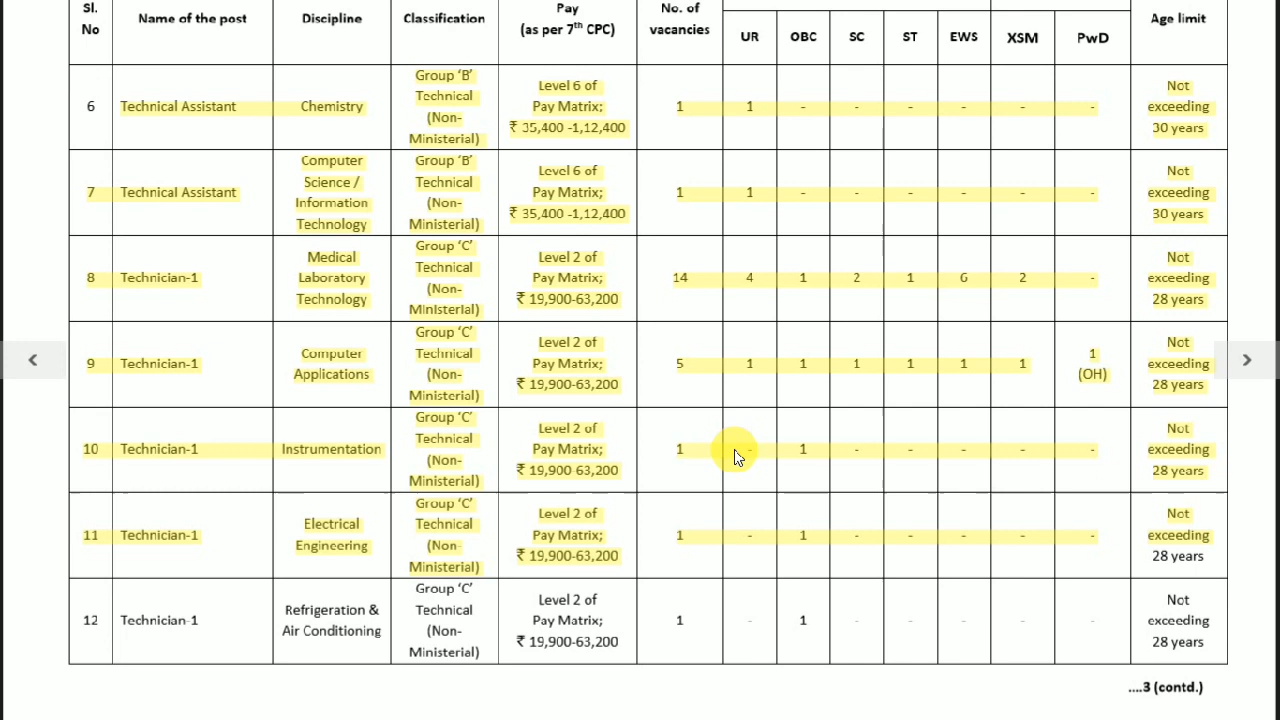 Sl. No | Name of the post | Discipline | Classification | Pay (as per 7th CPC) | No. of vacancies | UR | OBC | SC | ST | EWS | XSM | PwD | Age limit
6 | Technical Assistant | Chemistry | Group ‘B’ Technical (Non-Ministerial) | Level 6 of Pay Matrix; ₹ 35,400 -1,12,400 | 1 | 1 | - | - | - | - | - | - | Not exceeding 30 years
7 | Technical Assistant | Computer Science / Information Technology | Group ‘B’ Technical (Non-Ministerial) | Level 6 of Pay Matrix; ₹ 35,400 -1,12,400 | 1 | 1 | - | - | - | - | - | - | Not exceeding 30 years
8 | Technician-1 | Medical Laboratory Technology | Group ‘C’ Technical (Non-Ministerial) | Level 2 of Pay Matrix; ₹ 19,900-63,200 | 14 | 4 | 1 | 2 | 1 | 6 | 2 | - | Not exceeding 28 years
9 | Technician-1 | Computer Applications | Group ‘C’ Technical (Non-Ministerial) | Level 2 of Pay Matrix; ₹ 19,900-63,200 | 5 | 1 | 1 | 1 | 1 | 1 | 1 | 1 (OH) | Not exceeding 28 years
10 | Technician-1 | Instrumentation | Group ‘C’ Technical (Non-Ministerial) | Level 2 of Pay Matrix; ₹ 19,900-63,200 | 1 | - | 1 | - | - | - | - | - | Not exceeding 28 years
11 | Technician-1 | Electrical Engineering | Group ‘C’ Technical (Non-Ministerial) | Level 2 of Pay Matrix; ₹ 19,900-63,200 | 1 | - | 1 | - | - | - | - | - | Not exceeding 28 years
12 | Technician-1 | Refrigeration & Air Conditioning | Group ‘C’ Technical (Non-Ministerial) | Level 2 of Pay Matrix; ₹ 19,900-63,200 | 1 | - | 1 | - | - | - | - | - | Not exceeding 28 years
....3 (contd.)